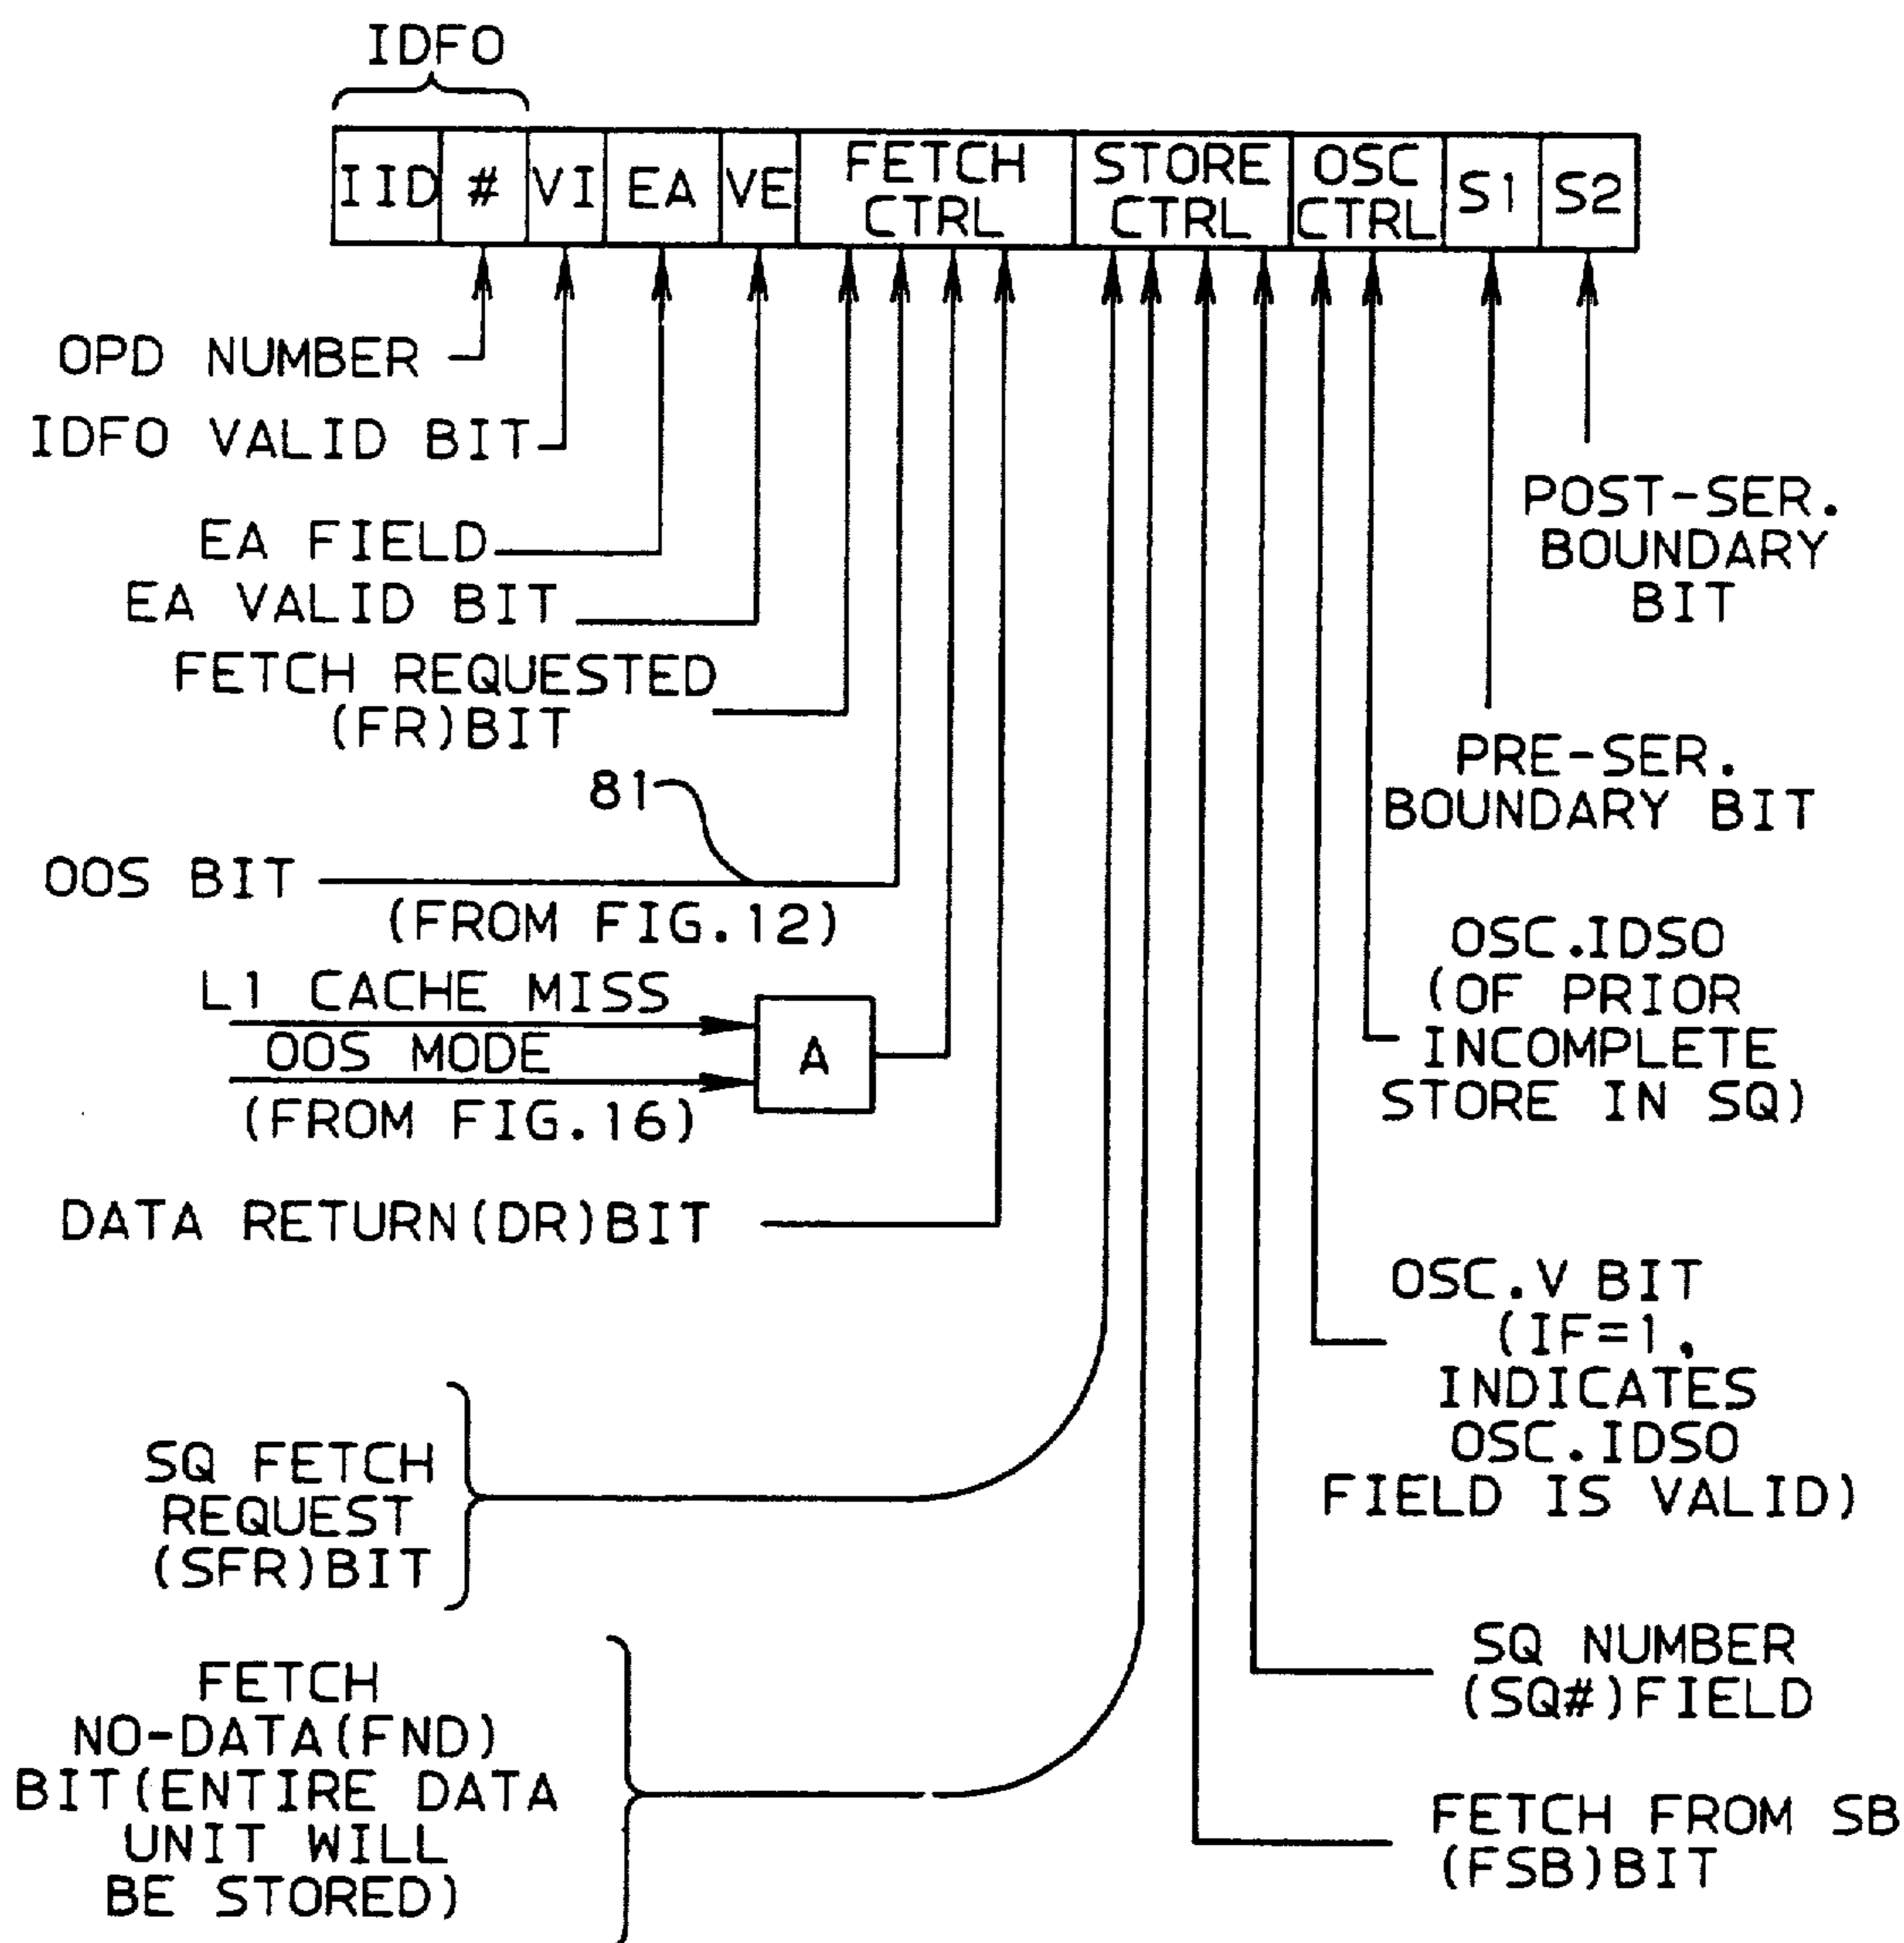 IDFO
IID # VI EA VE FETCH CTRL STORE CTRL OSC CTRL S1 S2
OPD NUMBER
IDFO VALID BIT
EA FIELD
EA VALID BIT
FETCH REQUESTED
(FR)BIT
81
OOS BIT
(FROM FIG.12)
L1 CACHE MISS
OOS MODE
(FROM FIG.16)
A
DATA RETURN(DR)BIT
SQ FETCH
REQUEST
(SFR)BIT
FETCH
NO-DATA(FND)
BIT(ENTIRE DATA
UNIT WILL
BE STORED)
POST-SER.
BOUNDARY
BIT
PRE-SER.
BOUNDARY BIT
OSC.IDSO
(OF PRIOR
INCOMPLETE
STORE IN SQ)
OSC.V BIT
(IF=1,
INDICATES
OSC.IDSO
FIELD IS VALID)
SQ NUMBER
(SQ#)FIELD
FETCH FROM SB
(FSB)BIT